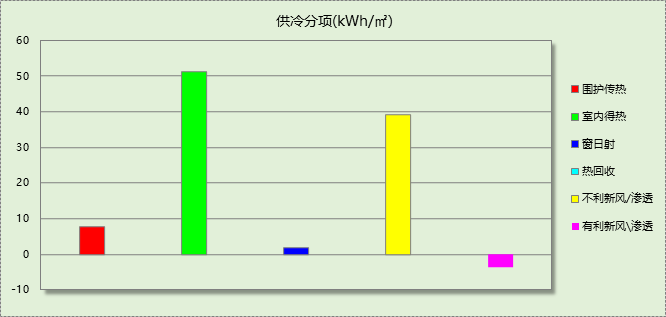 供冷分项(kWh/㎡)
60
50
40
30
20
10
0
-10
围护传热
室内得热
窗日射
热回收
不利新风/渗透
有利新风\渗透